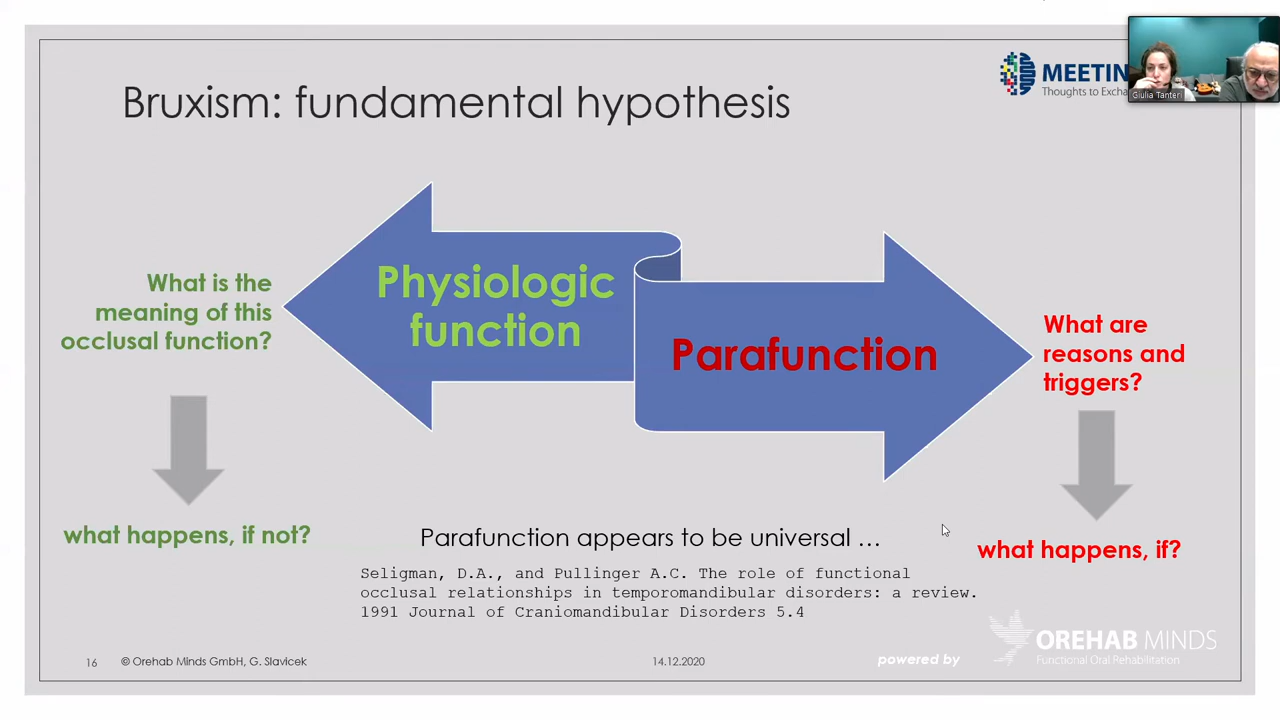 Bruxism: fundamental hypothesis
MEETIN
Thoughts to Excha
Giulia Tanteri
Physiologic
function
Parafunction
What is the
meaning of this
occlusal function?
What are
reasons and
triggers?
what happens, if not?
what happens, if?
Parafunction appears to be universal …
Seligman, D.A., and Pullinger A.C. The role of functional
occlusal relationships in temporomandibular disorders: a review.
1991 Journal of Craniomandibular Disorders 5.4
16
© Orehab Minds GmbH, G. Slavicek
14.12.2020
powered by
OREHAB MINDS
Functional Oral Rehabilitation